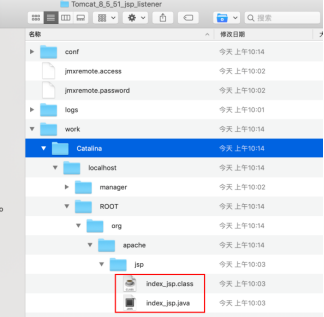 Tomcat_8_5_51_jsp_listener
搜索
名称 修改日期 大
conf 今天 上午10:14
jmxremote.access 今天 上午10:02
jmxremote.password 今天 上午10:02
logs 今天 上午10:01
work 今天 上午10:14
Catalina 今天 上午10:14
localhost 今天 上午10:14
manager 今天 上午10:02
ROOT 今天 上午10:14
org 今天 上午10:14
apache 今天 上午10:14
jsp 今天 上午10:03
index_jsp.class 今天 上午10:03
index_jsp.java 今天 上午10:03